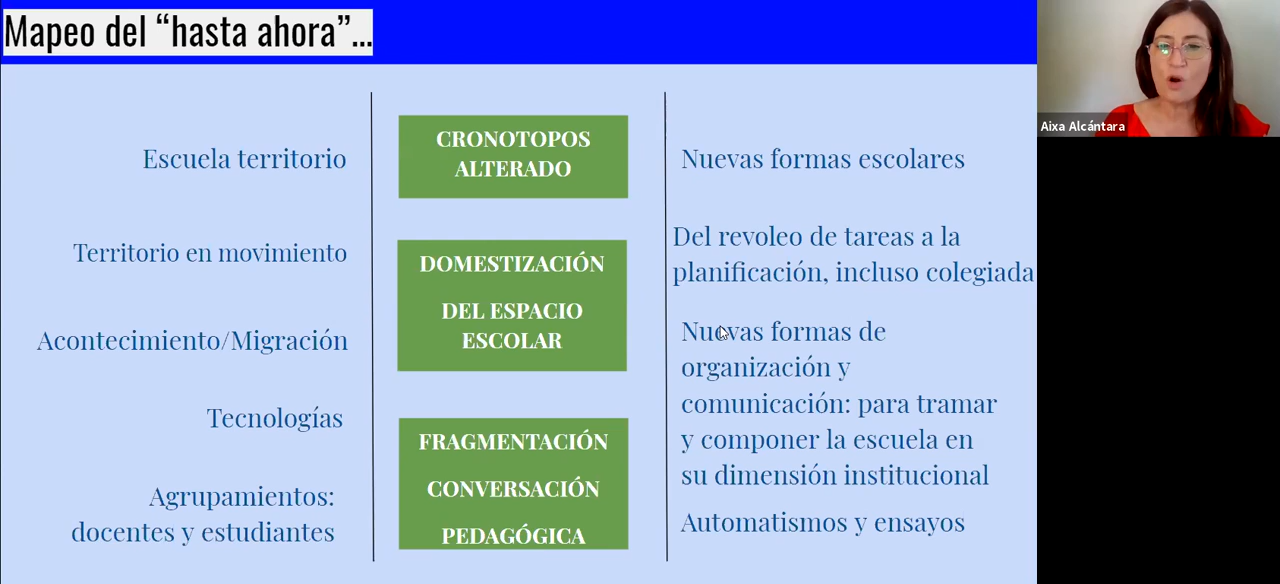 Mapeo del “hasta ahora”...
Aixa Alcántara
Escuela territorio
Territorio en movimiento
Acontecimiento/Migración
Tecnologías
Agrupamientos:
docentes y estudiantes
CRONOTOPOS
ALTERADO
DOMESTIZACIÓN
DEL ESPACIO
ESCOLAR
FRAGMENTACIÓN
CONVERSACIÓN
PEDAGÓGICA
Nuevas formas escolares
Del revoleo de tareas a la
planificación, incluso colegiada
Nuevas formas de
organización y
comunicación: para tramar
y componer la escuela en
su dimensión institucional
Automatismos y ensayos